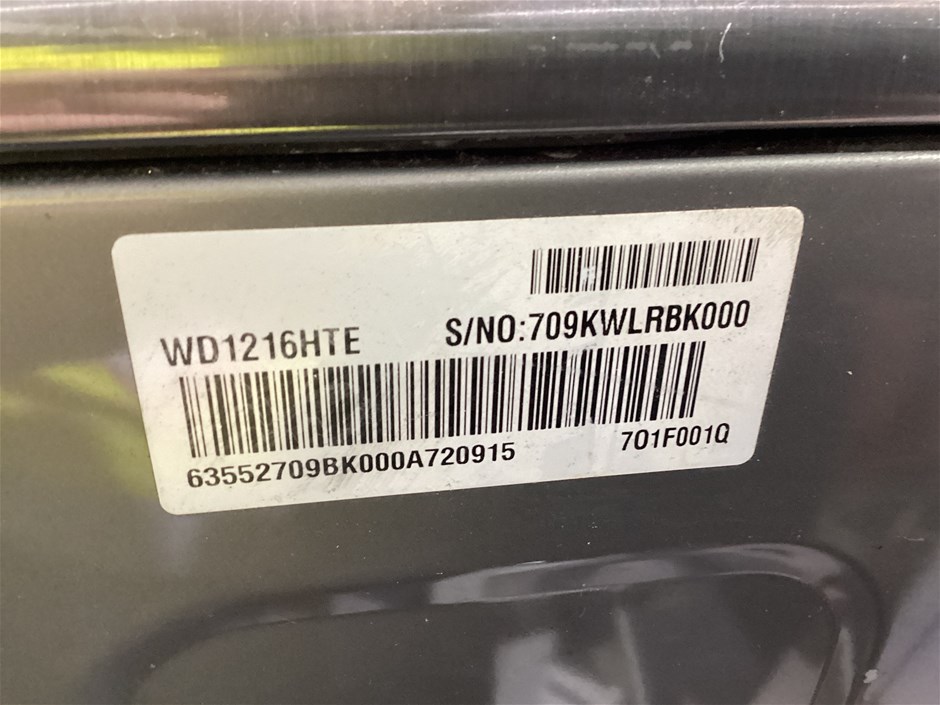 WD1216HTE
S/NO:709KWLRBK000
63552709BK000A720915
701F001Q